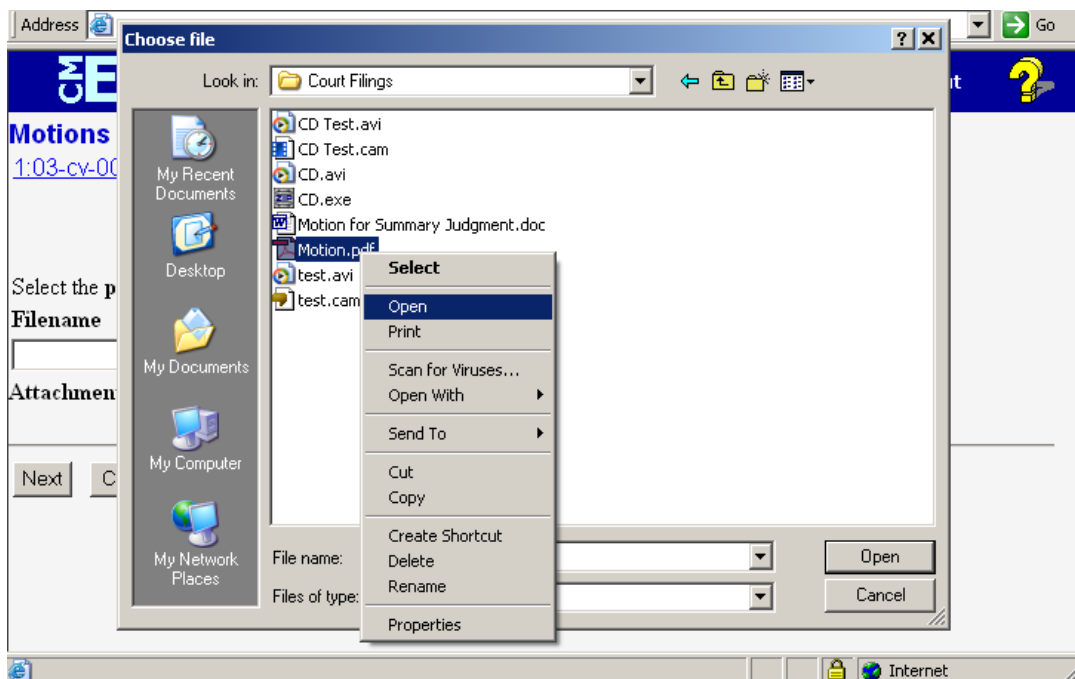 Address
Go
Choose file
Look in: Court Filings
CM
E
Motions
1:03-cv-00
My Recent Documents
Desktop
My Documents
My Computer
My Network Places
CD Test.avi
CD Test.cam
CD.avi
CD.exe
Motion for Summary Judgment.doc
Motion.pdf
test.avi
test.cam
Select
Open
Print
Scan for Viruses...
Open With
Send To
Cut
Copy
Create Shortcut
Delete
Rename
Properties
Select the p
Filename
Attachmen
Next C
File name:
Open
Files of type:
Cancel
Internet